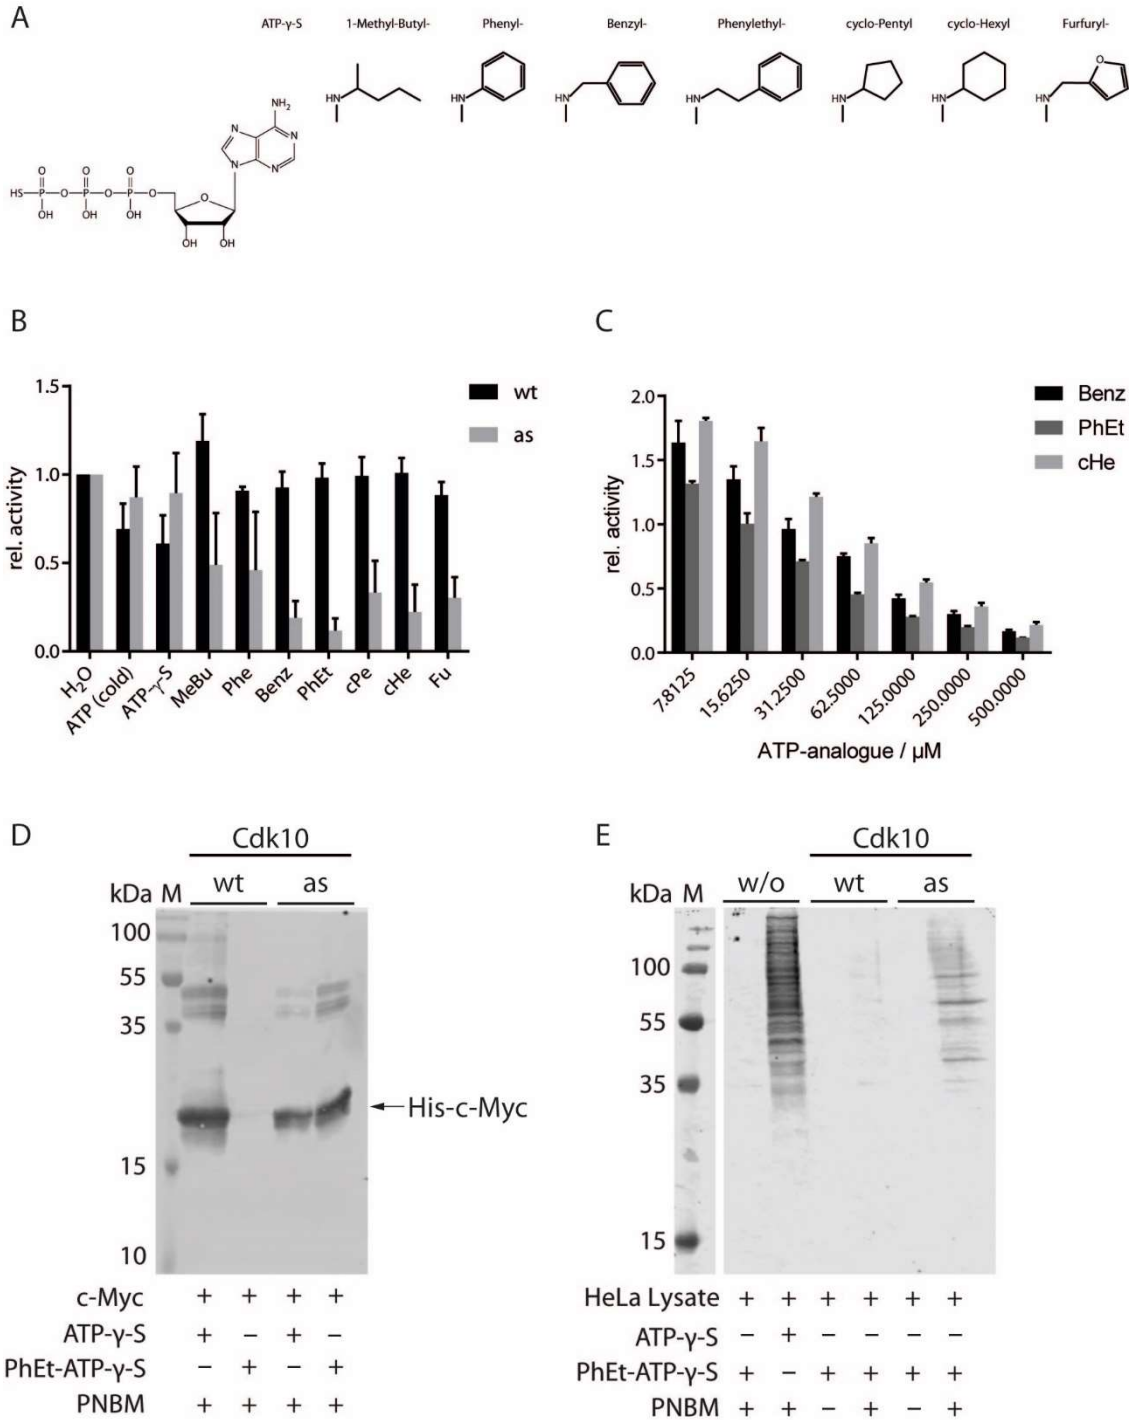 A
ATP-γ-S 1-Methyl-Butyl- Phenyl- Benzyl- Phenylethyl- cyclo-Pentyl cyclo-Hexyl Furfuryl-
O
HN HN HN HN HN HN HN
NH₂
N N
N N
O O O
HS P O P O P O O
OH OH OH
OH OH
B
1.5
1.0
0.5
0.0
rel. activity
wt
as
H₂O ATP (cold) ATP-γ-S MeBu Phe Benz PhEt cPe cHe Fu
C
2.0
1.5
1.0
0.5
0.0
rel. activity
Benz
PhEt
cHe
7.8125 15.6250 31.2500 62.5000 125.0000 250.0000 500.0000
ATP-analogue / µM
D
Cdk10
kDa M wt as
100
55
35
15
10
His-c-Myc
c-Myc + + + +
ATP-γ-S + − + −
PhEt-ATP-γ-S − + − +
PNBM + + + +
E
Cdk10
kDa M w/o wt as
100
55
35
15
HeLa Lysate + + + + + +
ATP-γ-S − + − − − −
PhEt-ATP-γ-S + − + + + +
PNBM + + − + − +